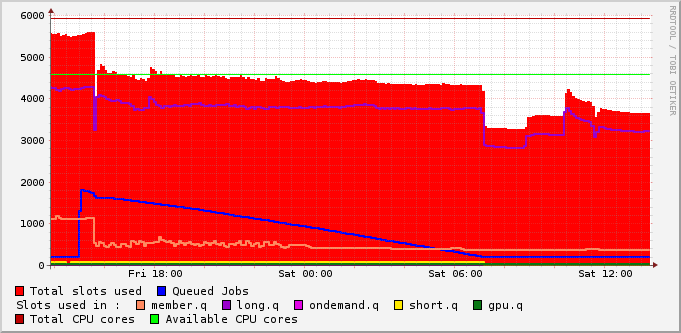 RRDTOOL / TOBI OETIKER
6000
5000
4000
3000
2000
1000
0
Fri 18:00 Sat 00:00 Sat 06:00 Sat 12:00
Total slots used Queued Jobs
Slots used in : member.q long.q ondemand.q short.q gpu.q
Total CPU cores Available CPU cores